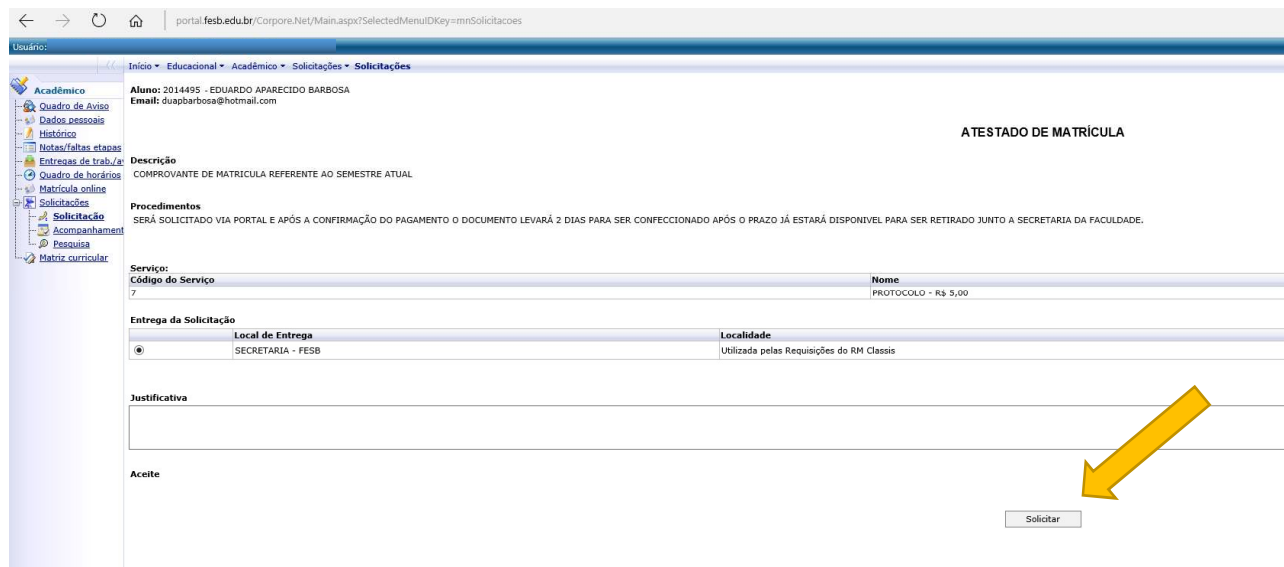 portal.fesb.edu.br/Corpore.Net/Main.aspx?SelectedMenuIDKey=mnSolicitacoes
Usuário:
Início Educacional Acadêmico Solicitações Solicitações
Acadêmico
Quadro de Aviso
Dados pessoais
Histórico
Notas/faltas etapas
Entregas de trab./a
Quadro de horários
Matrícula online
Solicitações
Solicitação
Acompanhament
Pesquisa
Matriz curricular
Aluno: 2014495 - EDUARDO APARECIDO BARBOSA
Email: duapbarbosa@hotmail.com
ATESTADO DE MATRÍCULA
Descrição
COMPROVANTE DE MATRICULA REFERENTE AO SEMESTRE ATUAL
Procedimentos
SERÁ SOLICITADO VIA PORTAL E APÓS A CONFIRMAÇÃO DO PAGAMENTO O DOCUMENTO LEVARÁ 2 DIAS PARA SER CONFECCIONADO APÓS O PRAZO JÁ ESTARÁ DISPONIVEL PARA SER RETIRADO JUNTO A SECRETARIA DA FACULDADE.
Serviço:
Código do Serviço Nome
7 PROTOCOLO - R$ 5,00
Entrega da Solicitação
Local de Entrega Localidade
SECRETARIA - FESB Utilizada pelas Requisições do RM Classis
Justificativa
Aceite
Solicitar